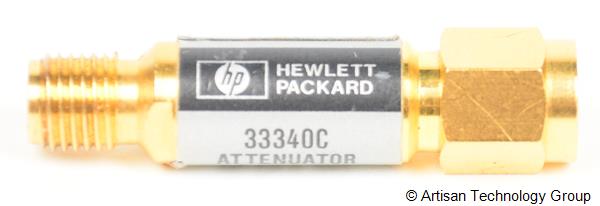 hp
HEWLETT
PACKARD
33340C
ATTENUATOR
© Artisan Technology Group